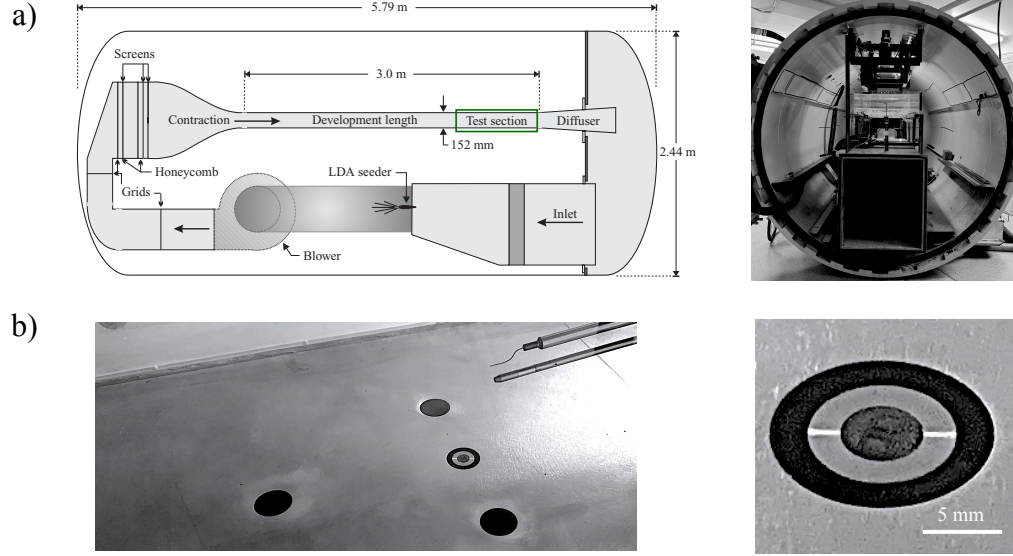 a)
5.79 m
Screens
3.0 m
Contraction
Development length
Test section
Diffuser
152 mm
2.44 m
Honeycomb
Grids
LDA seeder
Inlet
Blower
b)
5 mm